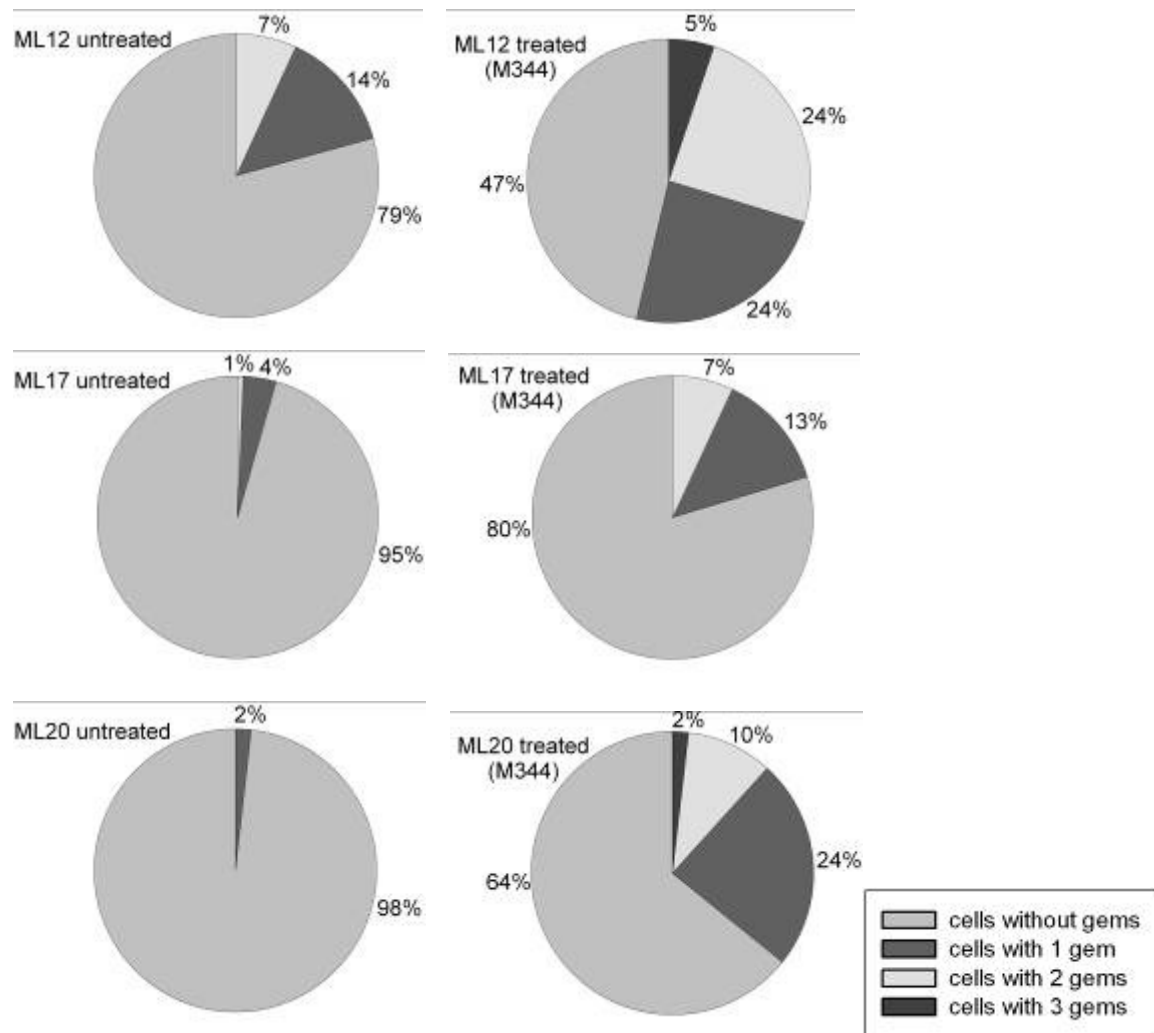 ML12 untreated
7%
14%
79%
ML12 treated
(M344)
5%
24%
47%
24%
ML17 untreated
1% 4%
95%
ML17 treated
(M344)
7%
13%
80%
ML20 untreated
2%
98%
ML20 treated
(M344)
2%
10%
24%
64%
cells without gems
cells with 1 gem
cells with 2 gems
cells with 3 gems